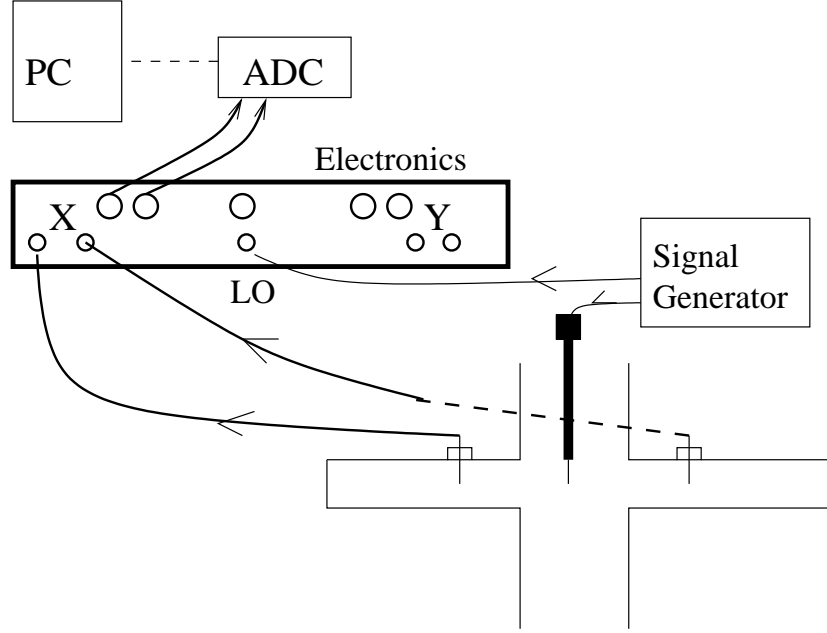 PC
ADC
Electronics
X
Y
LO
Signal
Generator